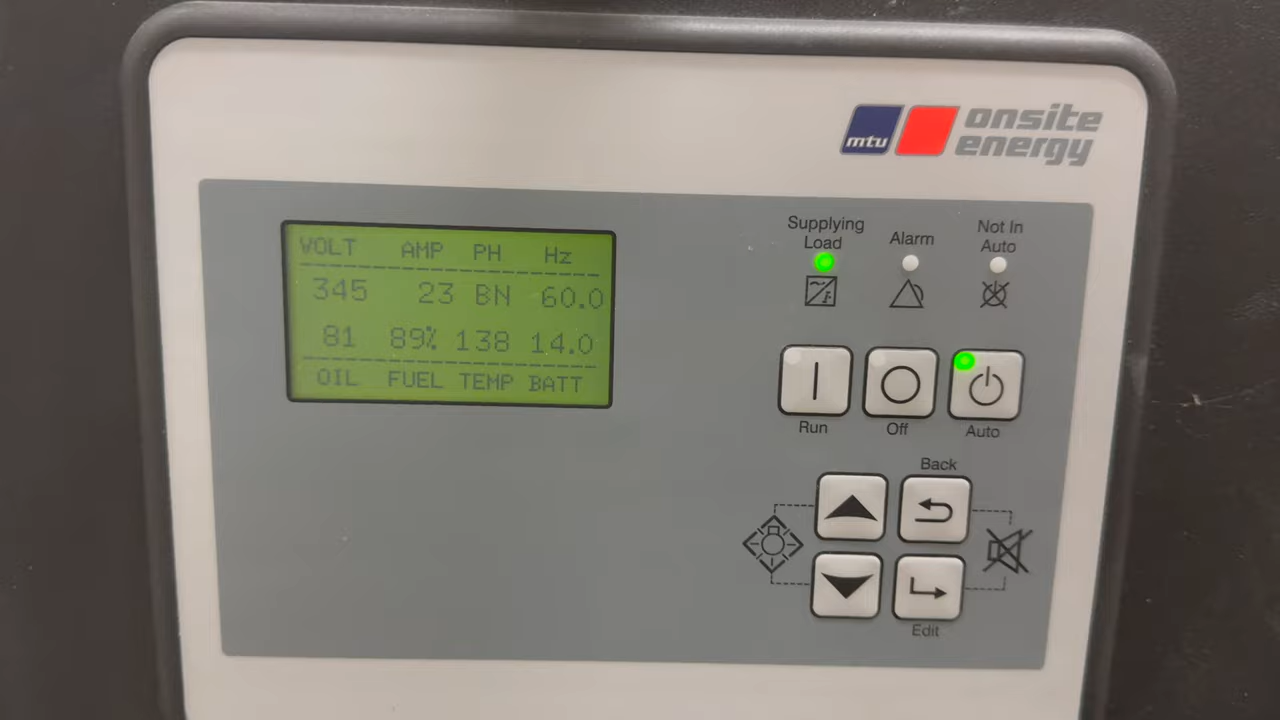 mtu onsite energy
VOLT AMP PH Hz
345 23 BN 60.0
81 89% 138 14.0
OIL FUEL TEMP BATT
Supplying Load
Alarm
Not In Auto
Run
Off
Auto
Back
Edit